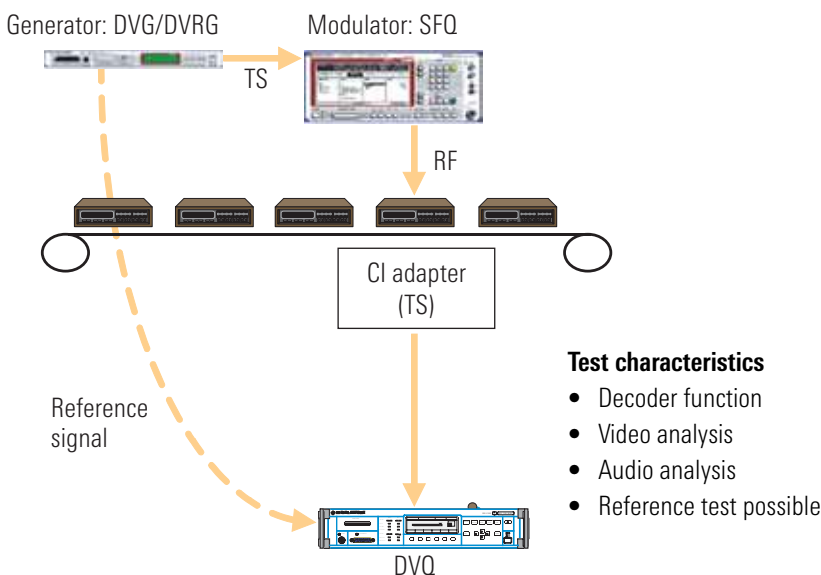 Generator: DVG/DVRG
Modulator: SFQ
TS
RF
CI adapter
(TS)
Reference
signal
Test characteristics
• Decoder function
• Video analysis
• Audio analysis
• Reference test possible
DVQ